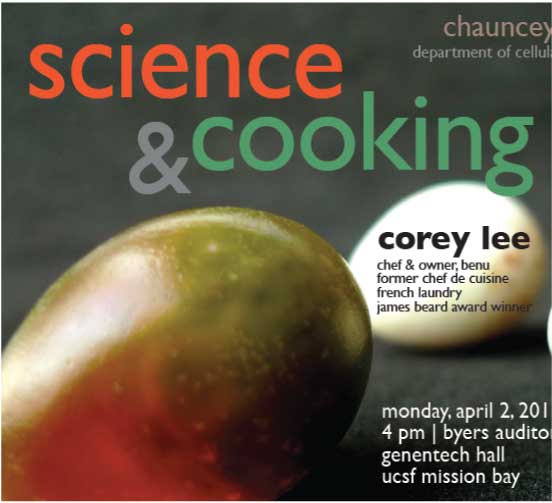 science
& cooking
chauncey
department of cellula
corey lee
chef & owner, benu
former chef de cuisine
french laundry
james beard award winner
monday, april 2, 201
4 pm | byers audito
genentech hall
ucsf mission bay